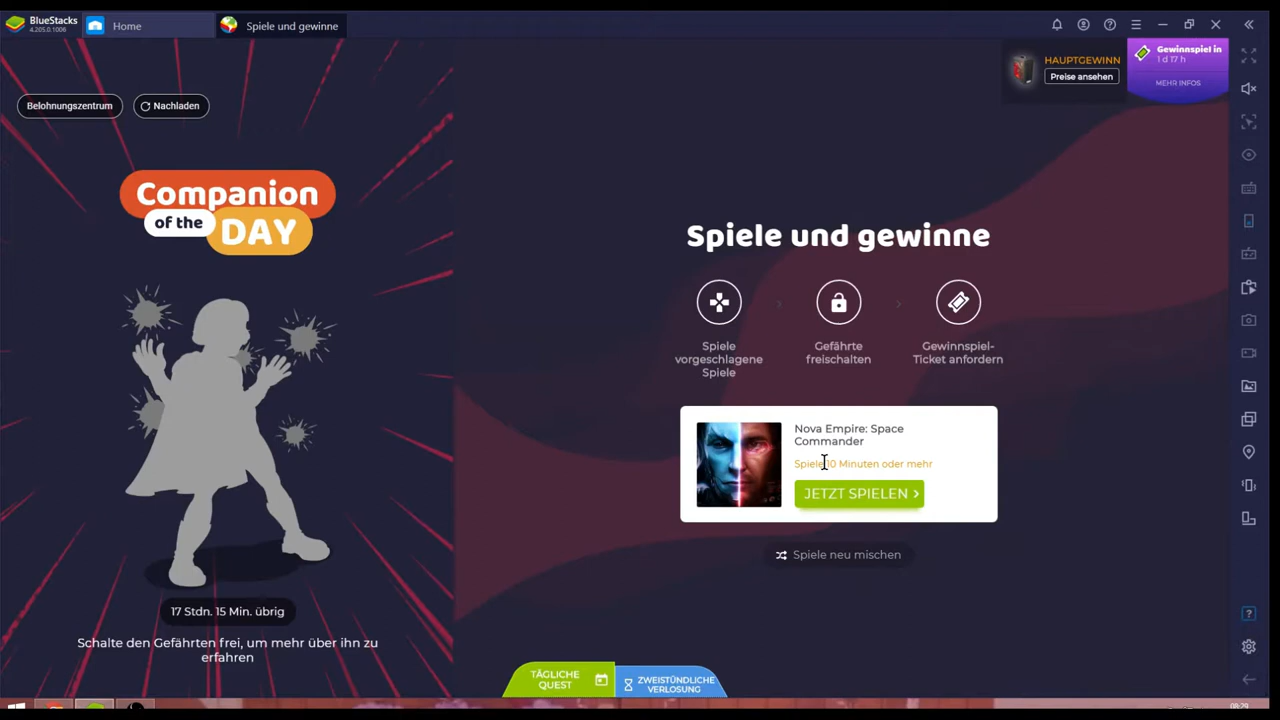 BlueStacks
4.205.0.1006
Home
Spiele und gewinne
HAUPTGEWINN
Preise ansehen
Gewinnspiel in
1 d 17 h
MEHR INFOS
Belohnungszentrum
Nachladen
Companion
of the
DAY
17 Stdn. 15 Min. übrig
Schalte den Gefährten frei, um mehr über ihn zu
erfahren
Spiele und gewinne
Spiele
vorgeschlagene
Spiele
Gefährte
freischalten
Gewinnspiel-
Ticket anfordern
Nova Empire: Space
Commander
Spiele 10 Minuten oder mehr
JETZT SPIELEN
Spiele neu mischen
TÄGLICHE
QUEST
ZWEISTÜNDLICHE
VERLOSUNG
08:29